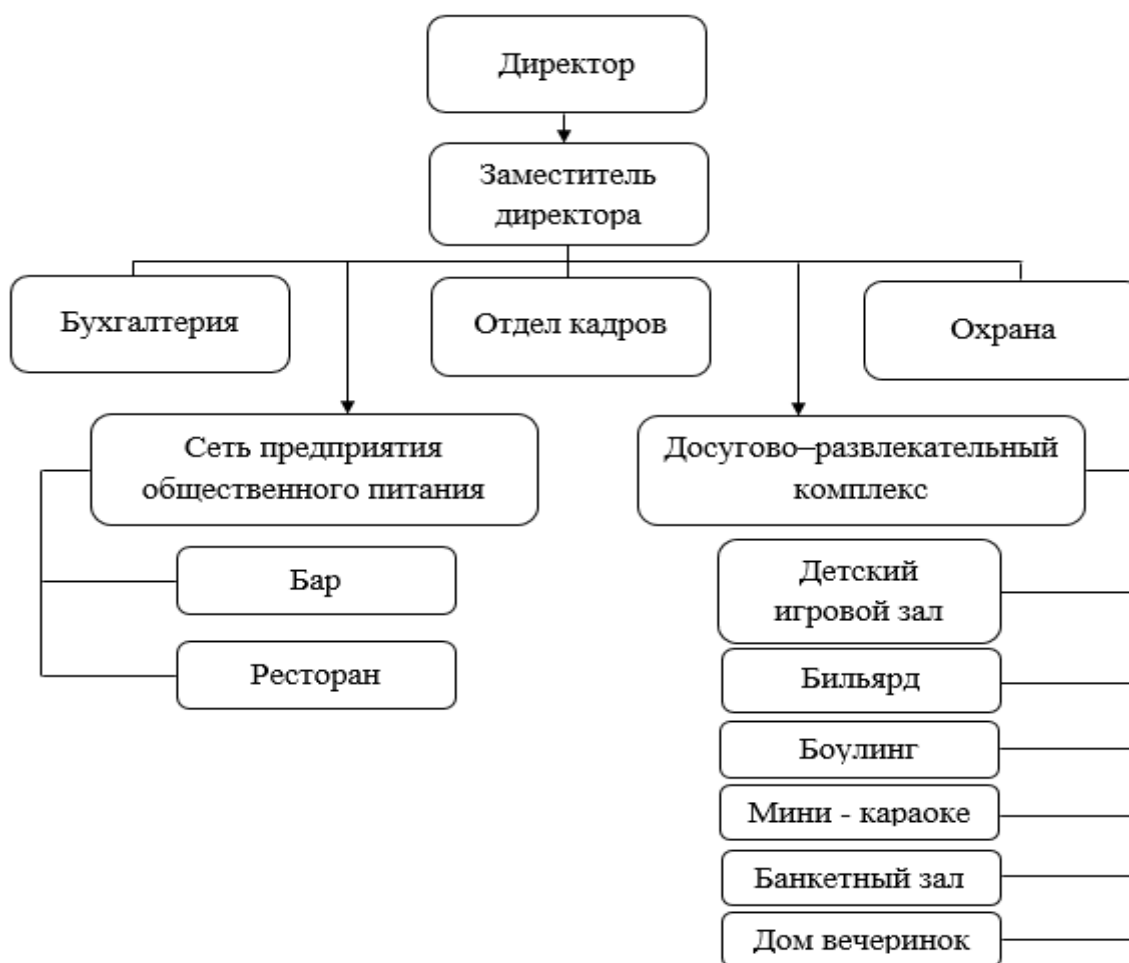 Директор
Заместитель
директора
Бухгалтерия
Отдел кадров
Охрана
Сеть предприятия
общественного питания
Досугово–развлекательный
комплекс
Бар
Ресторан
Детский
игровой зал
Бильярд
Боулинг
Мини - караоке
Банкетный зал
Дом вечеринок